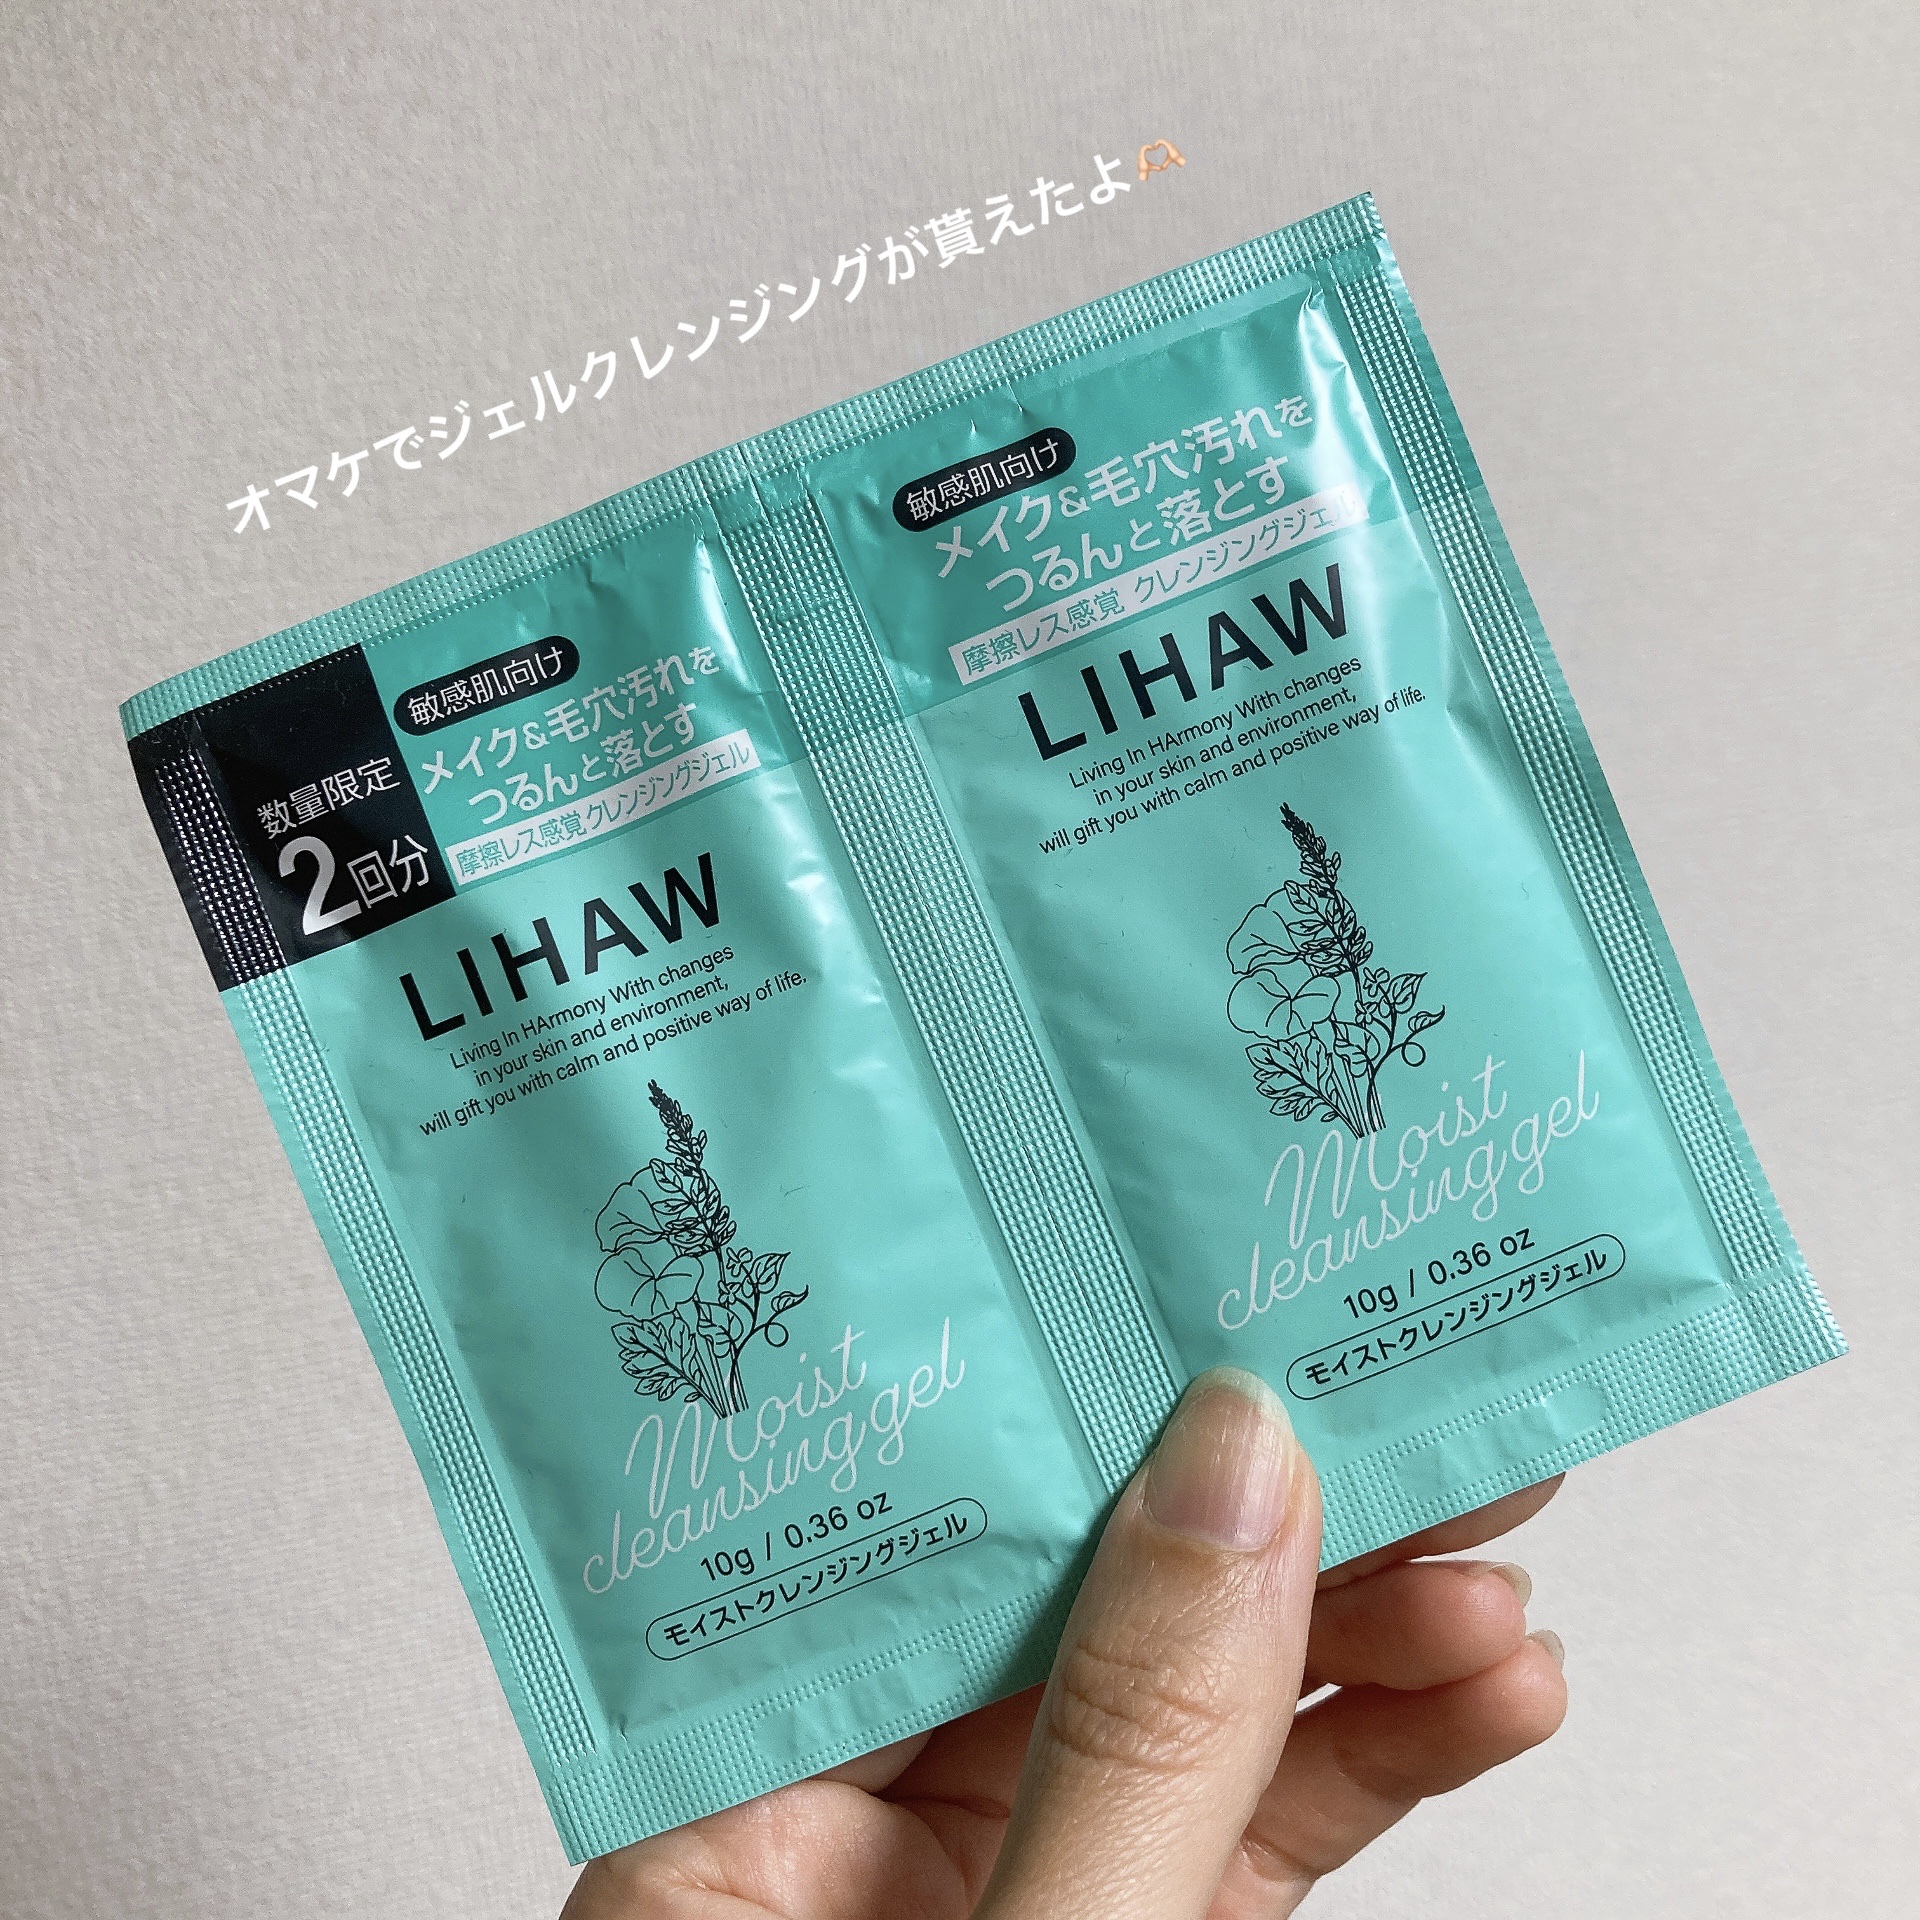 オマケでジェルクレンジングが貰えたよ🫶🏻
数量限定
2回分
敏感肌向け
メイク&毛穴汚れを
つるんと落とす
摩擦レス感覚 クレンジングジェル
LIHAW
Living In HArmony With changes
in your skin and environment,
will gift you with calm and positive way of life.
Moist
cleansing gel
10g / 0.36 oz
モイストクレンジングジェル
敏感肌向け
メイク&毛穴汚れを
つるんと落とす
摩擦レス感覚 クレンジングジェル
LIHAW
Living In HArmony With changes
in your skin and environment,
will gift you with calm and positive way of life.
Moist
cleansing gel
10g / 0.36 oz
モイストクレンジングジェル